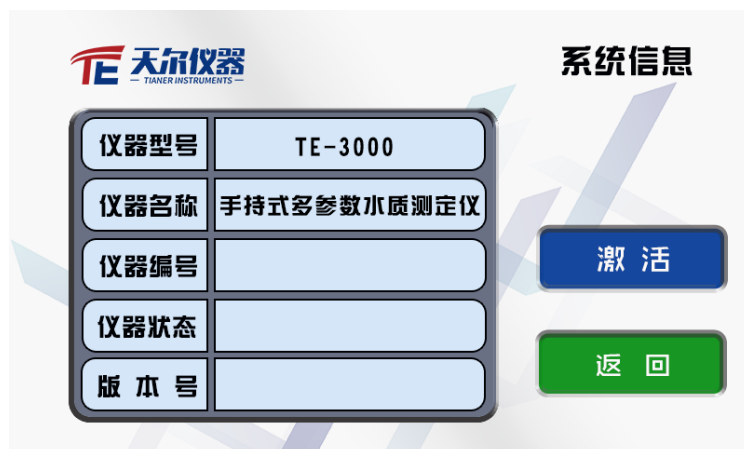 TE 天尔仪器
TIANER INSTRUMENTS
系统信息
仪器型号 TE-3000
仪器名称 手持式多参数水质测定仪
仪器编号
仪器状态
版本号
激活
返回